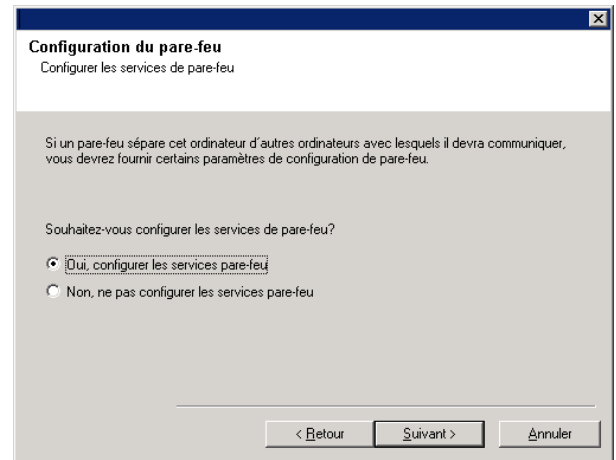 Configuration du pare-feu
Configurer les services de pare-feu
Si un pare-feu sépare cet ordinateur d´autres ordinateurs avec lesquels il devra communiquer,
vous devrez fournir certains paramètres de configuration de pare-feu.
Souhaitez-vous configurer les services de pare-feu?
Oui, configurer les services pare-feu
Non, ne pas configurer les services pare-feu
< Retour Suivant > Annuler